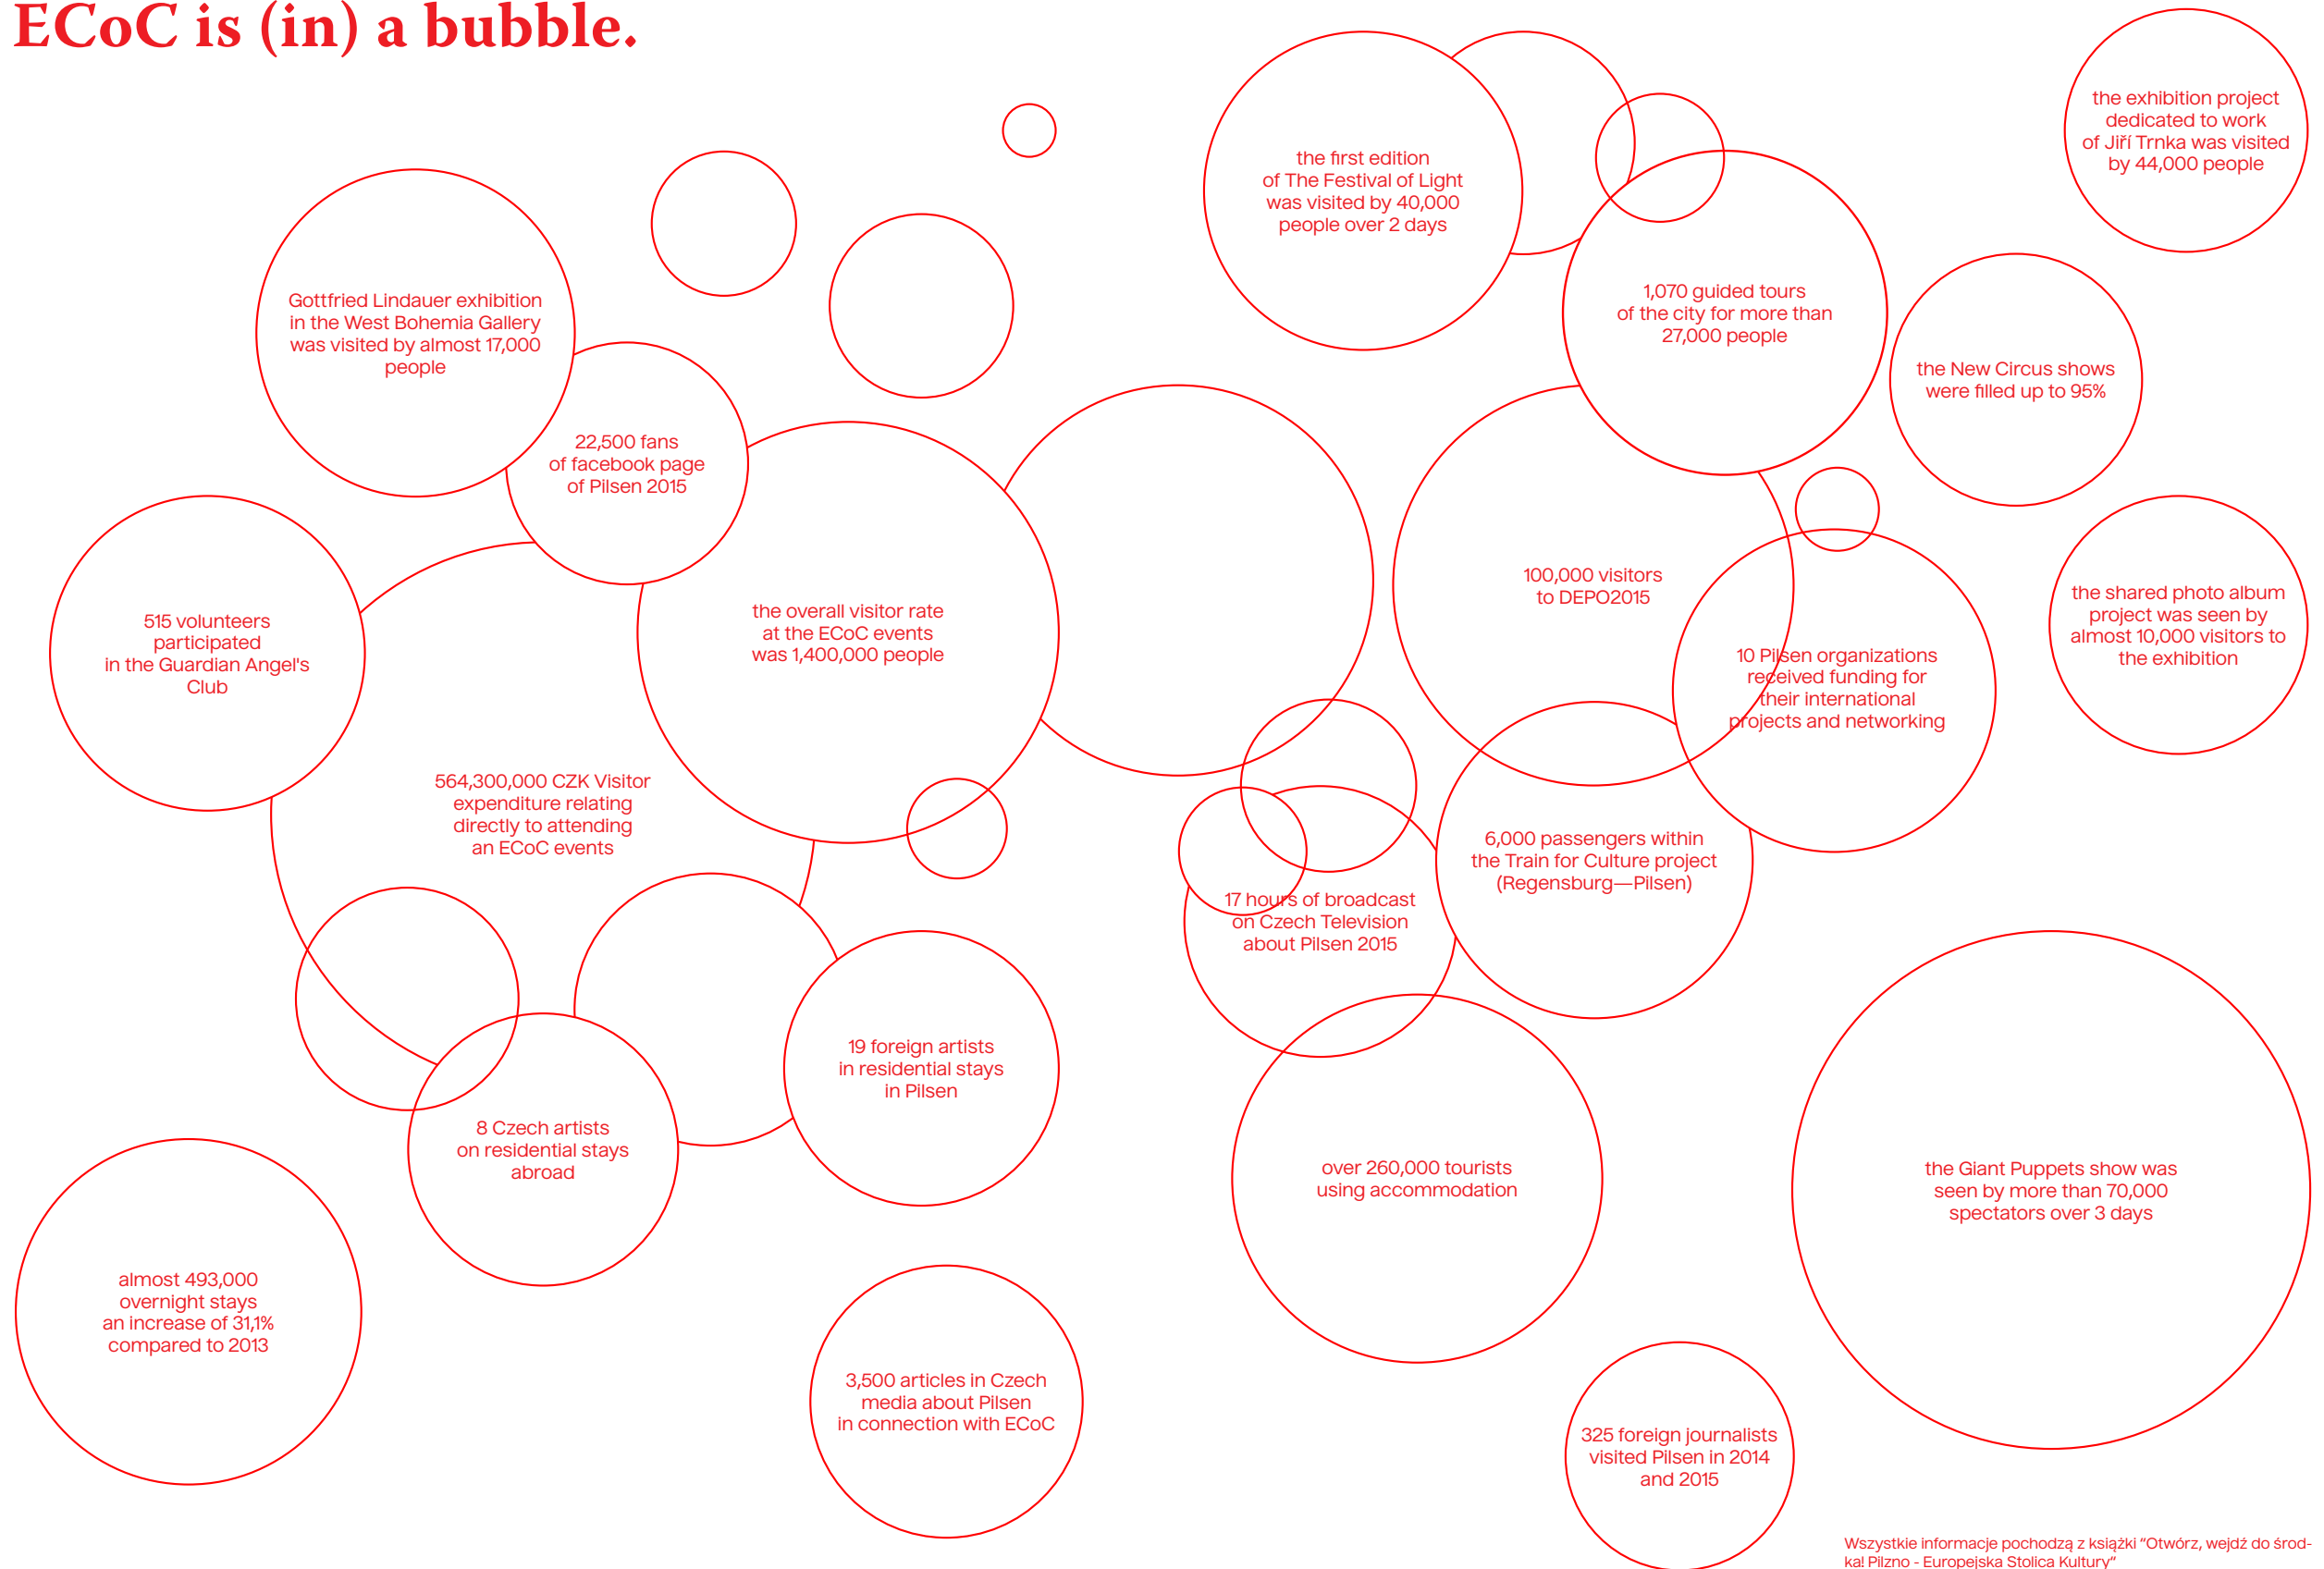 ECoC is (in) a bubble.
the exhibition project
dedicated to work
of Jiří Trnka was visited
by 44,000 people
the first edition
of The Festival of Light
was visited by 40,000
people over 2 days
1,070 guided tours
of the city for more than
27,000 people
Gottfried Lindauer exhibition
in the West Bohemia Gallery
was visited by almost 17,000
people
the New Circus shows
were filled up to 95%
22,500 fans
of facebook page
of Pilsen 2015
100,000 visitors
to DEPO2015
the shared photo album
project was seen by
almost 10,000 visitors to
the exhibition
the overall visitor rate
at the ECoC events
was 1,400,000 people
515 volunteers
participated
in the Guardian Angel's
Club
10 Pilsen organizations
received funding for
their international
projects and networking
564,300,000 CZK Visitor
expenditure relating
directly to attending
an ECoC events
6,000 passengers within
the Train for Culture project
(Regensburg—Pilsen)
17 hours of broadcast
on Czech Television
about Pilsen 2015
19 foreign artists
in residential stays
in Pilsen
8 Czech artists
on residential stays
abroad
over 260,000 tourists
using accommodation
the Giant Puppets show was
seen by more than 70,000
spectators over 3 days
almost 493,000
overnight stays
an increase of 31,1%
compared to 2013
3,500 articles in Czech
media about Pilsen
in connection with ECoC
325 foreign journalists
visited Pilsen in 2014
and 2015
Wszystkie informacje pochodzą z książki “Otwórz, wejdź do środ-
ka! Pilzno - Europejska Stolica Kultury“